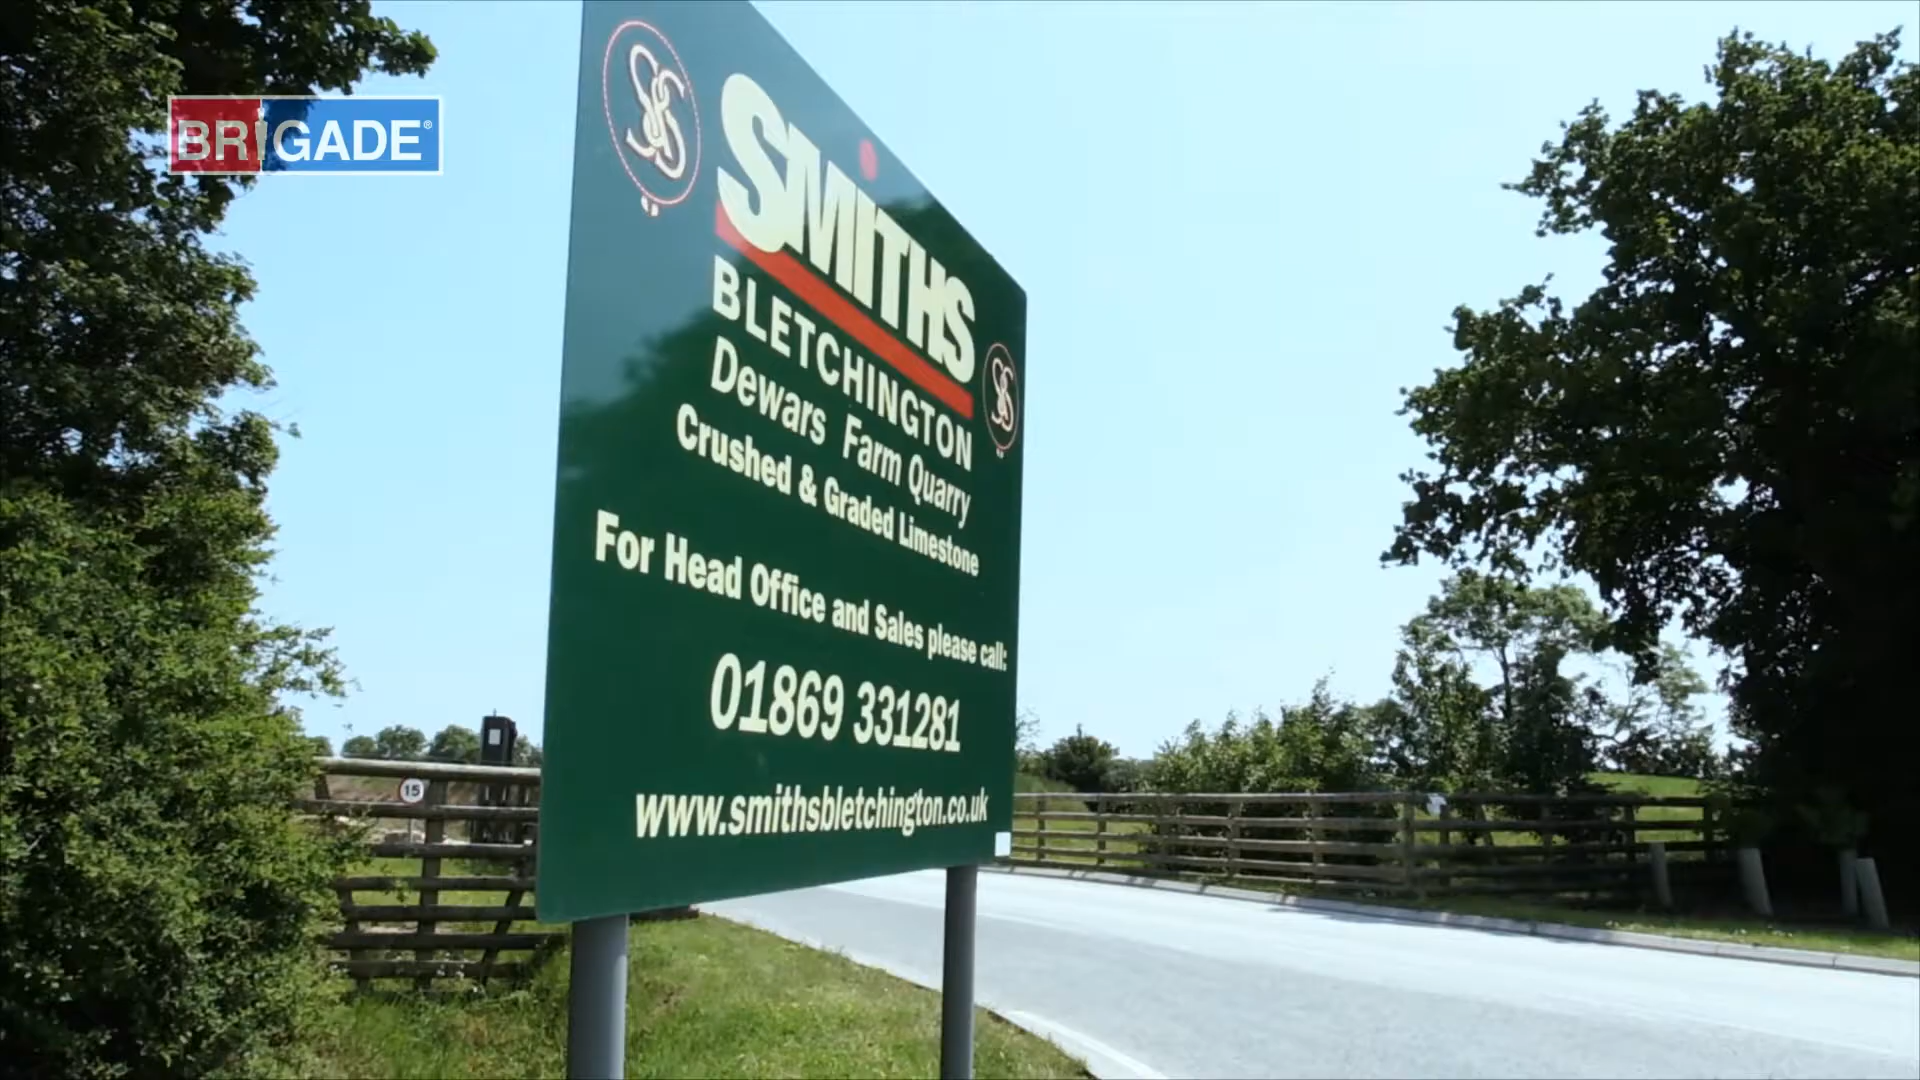 BRIGADE®
SMiTHS
BLETCHINGTON
Dewars Farm Quarry
Crushed & Graded Limestone
For Head Office and Sales please call:
01869 331281
www.smithsbletchington.co.uk
15